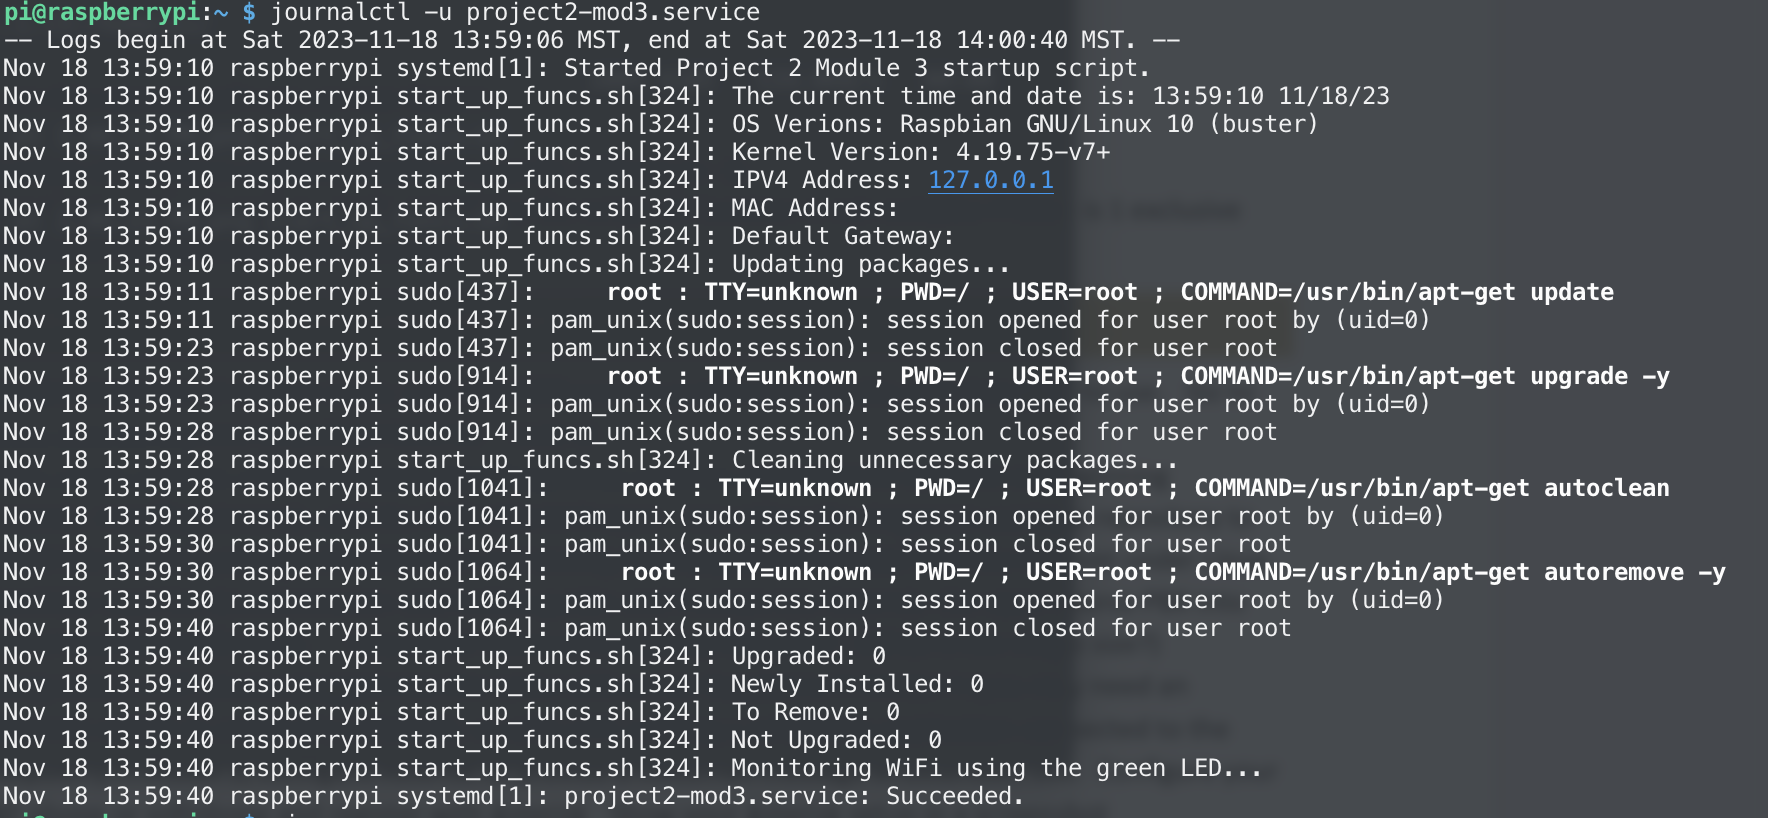 pi@raspberrypi:~ $ journalctl -u project2-mod3.service
-- Logs begin at Sat 2023-11-18 13:59:06 MST, end at Sat 2023-11-18 14:00:40 MST. --
Nov 18 13:59:10 raspberrypi systemd[1]: Started Project 2 Module 3 startup script.
Nov 18 13:59:10 raspberrypi start_up_funcs.sh[324]: The current time and date is: 13:59:10 11/18/23
Nov 18 13:59:10 raspberrypi start_up_funcs.sh[324]: OS Verions: Raspbian GNU/Linux 10 (buster)
Nov 18 13:59:10 raspberrypi start_up_funcs.sh[324]: Kernel Version: 4.19.75-v7+
Nov 18 13:59:10 raspberrypi start_up_funcs.sh[324]: IPV4 Address: 127.0.0.1
Nov 18 13:59:10 raspberrypi start_up_funcs.sh[324]: MAC Address:
Nov 18 13:59:10 raspberrypi start_up_funcs.sh[324]: Default Gateway:
Nov 18 13:59:10 raspberrypi start_up_funcs.sh[324]: Updating packages...
Nov 18 13:59:11 raspberrypi sudo[437]:     root : TTY=unknown ; PWD=/ ; USER=root ; COMMAND=/usr/bin/apt-get update
Nov 18 13:59:11 raspberrypi sudo[437]: pam_unix(sudo:session): session opened for user root by (uid=0)
Nov 18 13:59:23 raspberrypi sudo[437]: pam_unix(sudo:session): session closed for user root
Nov 18 13:59:23 raspberrypi sudo[914]:     root : TTY=unknown ; PWD=/ ; USER=root ; COMMAND=/usr/bin/apt-get upgrade -y
Nov 18 13:59:23 raspberrypi sudo[914]: pam_unix(sudo:session): session opened for user root by (uid=0)
Nov 18 13:59:28 raspberrypi sudo[914]: pam_unix(sudo:session): session closed for user root
Nov 18 13:59:28 raspberrypi start_up_funcs.sh[324]: Cleaning unnecessary packages...
Nov 18 13:59:28 raspberrypi sudo[1041]:     root : TTY=unknown ; PWD=/ ; USER=root ; COMMAND=/usr/bin/apt-get autoclean
Nov 18 13:59:28 raspberrypi sudo[1041]: pam_unix(sudo:session): session opened for user root by (uid=0)
Nov 18 13:59:30 raspberrypi sudo[1041]: pam_unix(sudo:session): session closed for user root
Nov 18 13:59:30 raspberrypi sudo[1064]:     root : TTY=unknown ; PWD=/ ; USER=root ; COMMAND=/usr/bin/apt-get autoremove -y
Nov 18 13:59:30 raspberrypi sudo[1064]: pam_unix(sudo:session): session opened for user root by (uid=0)
Nov 18 13:59:40 raspberrypi sudo[1064]: pam_unix(sudo:session): session closed for user root
Nov 18 13:59:40 raspberrypi start_up_funcs.sh[324]: Upgraded: 0
Nov 18 13:59:40 raspberrypi start_up_funcs.sh[324]: Newly Installed: 0
Nov 18 13:59:40 raspberrypi start_up_funcs.sh[324]: To Remove: 0
Nov 18 13:59:40 raspberrypi start_up_funcs.sh[324]: Not Upgraded: 0
Nov 18 13:59:40 raspberrypi start_up_funcs.sh[324]: Monitoring WiFi using the green LED...
Nov 18 13:59:40 raspberrypi systemd[1]: project2-mod3.service: Succeeded.